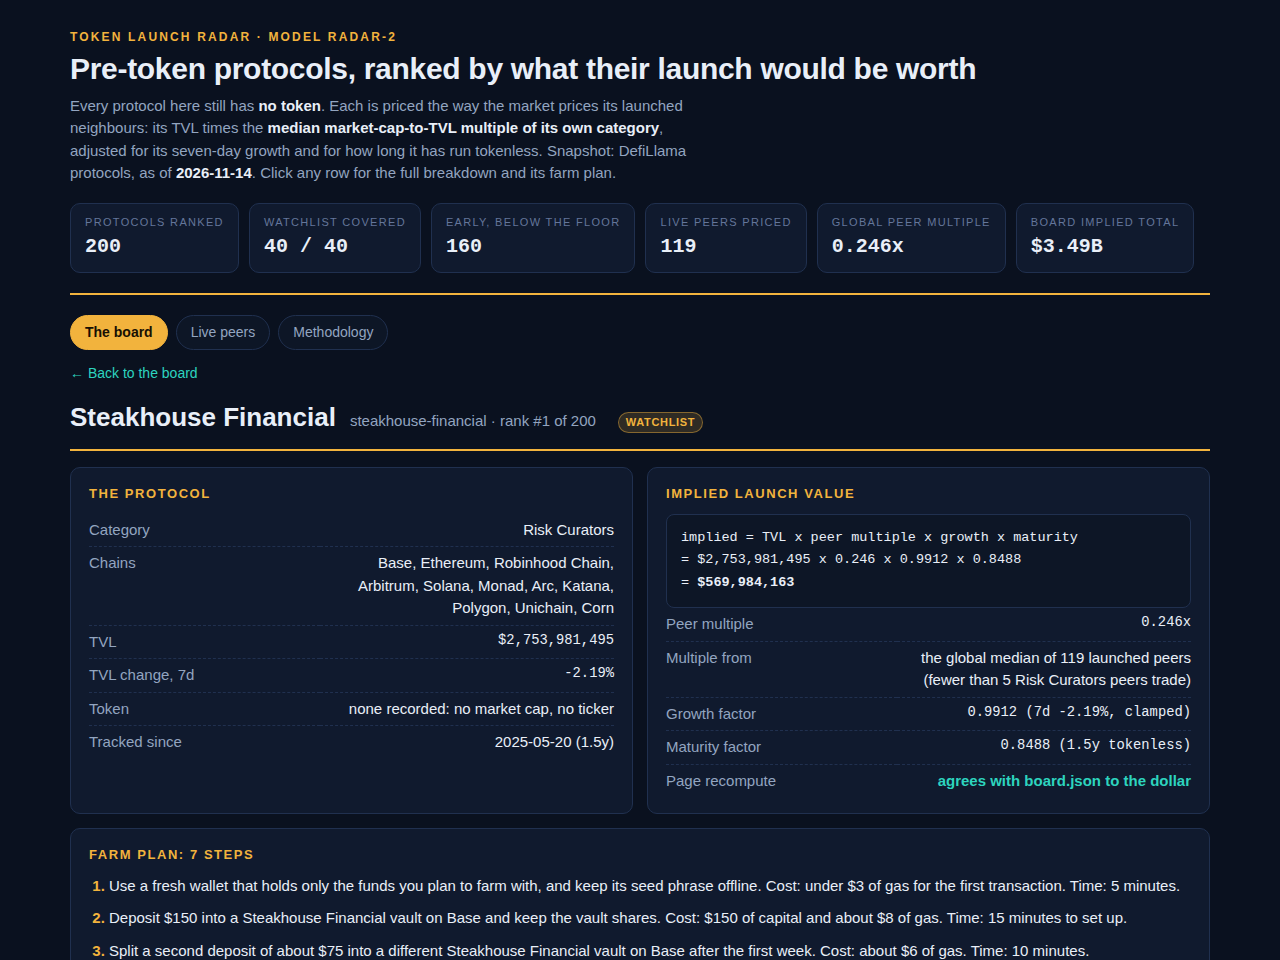 TOKEN LAUNCH RADAR · MODEL RADAR-2
Pre-token protocols, ranked by what their launch would be worth
Every protocol here still has no token. Each is priced the way the market prices its launched
neighbours: its TVL times the median market-cap-to-TVL multiple of its own category,
adjusted for its seven-day growth and for how long it has run tokenless. Snapshot: DefiLlama
protocols, as of 2026-11-14. Click any row for the full breakdown and its farm plan.
PROTOCOLS RANKED
200
WATCHLIST COVERED
40 / 40
EARLY, BELOW THE FLOOR
160
LIVE PEERS PRICED
119
GLOBAL PEER MULTIPLE
0.246x
BOARD IMPLIED TOTAL
$3.49B
The board
Live peers
Methodology
← Back to the board
Steakhouse Financial steakhouse-financial · rank #1 of 200 WATCHLIST
THE PROTOCOL
Category Risk Curators
Chains Base, Ethereum, Robinhood Chain,
Arbitrum, Solana, Monad, Arc, Katana,
Polygon, Unichain, Corn
TVL $2,753,981,495
TVL change, 7d -2.19%
Token none recorded: no market cap, no ticker
Tracked since 2025-05-20 (1.5y)
IMPLIED LAUNCH VALUE
implied = TVL x peer multiple x growth x maturity
= $2,753,981,495 x 0.246 x 0.9912 x 0.8488
= $569,984,163
Peer multiple 0.246x
Multiple from the global median of 119 launched peers
(fewer than 5 Risk Curators peers trade)
Growth factor 0.9912 (7d -2.19%, clamped)
Maturity factor 0.8488 (1.5y tokenless)
Page recompute agrees with board.json to the dollar
FARM PLAN: 7 STEPS
1. Use a fresh wallet that holds only the funds you plan to farm with, and keep its seed phrase offline. Cost: under $3 of gas for the first transaction. Time: 5 minutes.
2. Deposit $150 into a Steakhouse Financial vault on Base and keep the vault shares. Cost: $150 of capital and about $8 of gas. Time: 15 minutes to set up.
3. Split a second deposit of about $75 into a different Steakhouse Financial vault on Base after the first week. Cost: about $6 of gas. Time: 10 minutes.